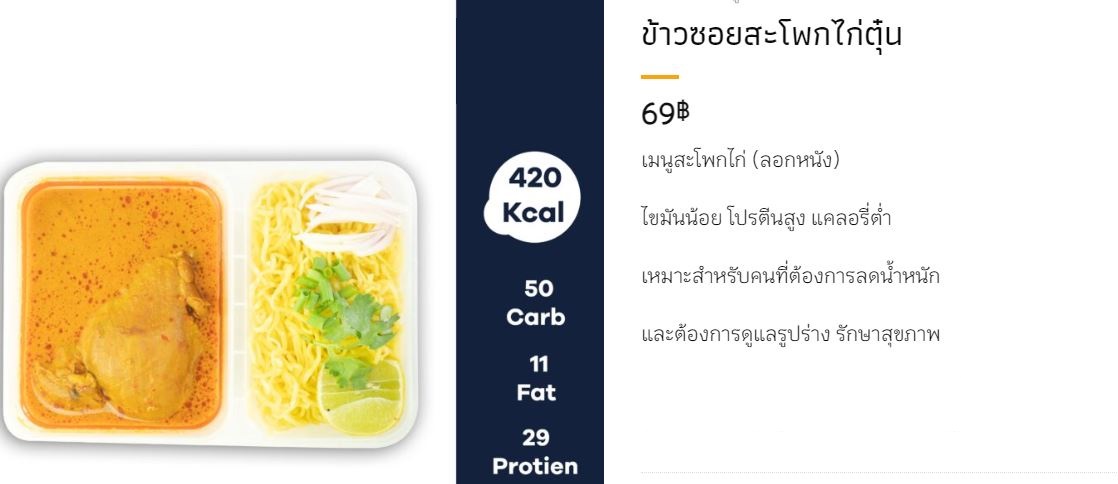 ข้าวซอยสะโพกไก่ตุ๋น
69฿
เมนูสะโพกไก่ (ลอกหนัง)
ไขมันน้อย โปรตีนสูง แคลอรี่ต่ำ
เหมาะสำหรับคนที่ต้องการลดน้ำหนัก
และต้องการดูแลรูปร่าง รักษาสุขภาพ
420
Kcal
50
Carb
11
Fat
29
Protien